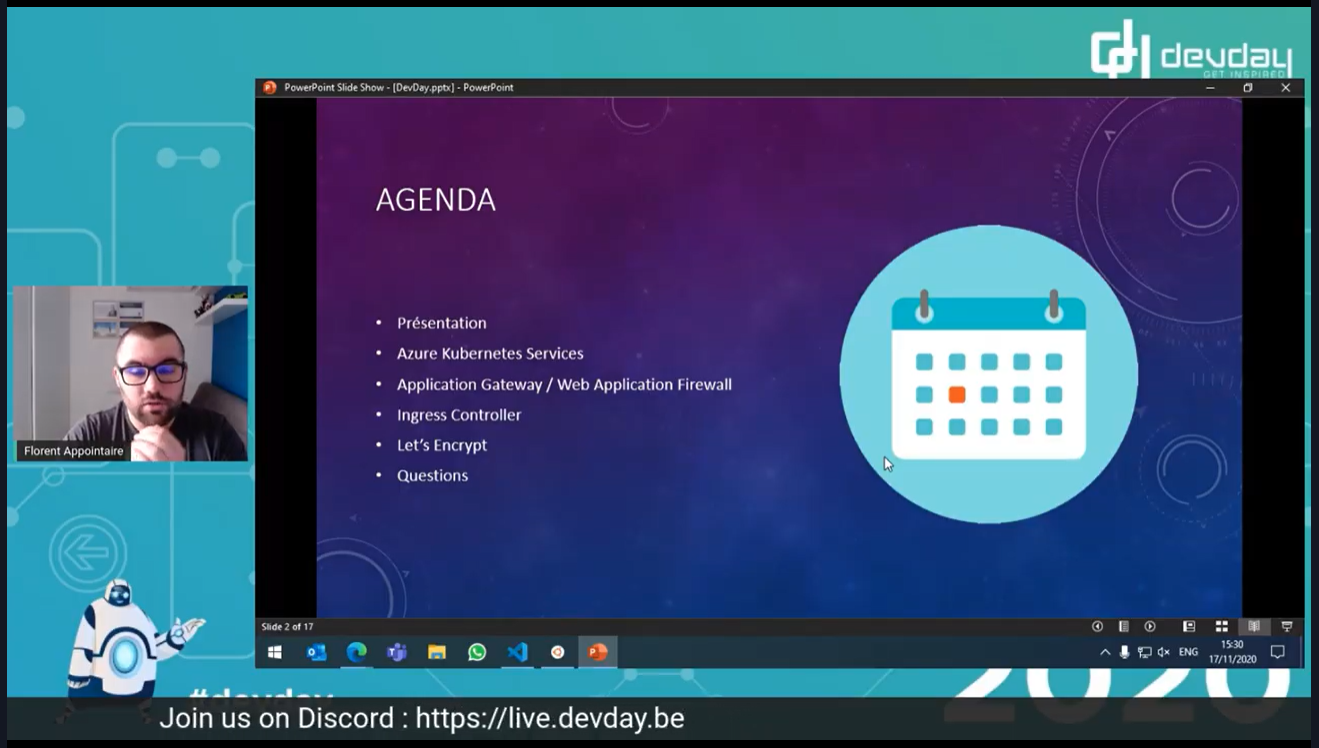 devday
GET INSPIRED
PowerPoint Slide Show - [DevDay.pptx] - PowerPoint
AGENDA
• Présentation
• Azure Kubernetes Services
• Application Gateway / Web Application Firewall
• Ingress Controller
• Let's Encrypt
• Questions
Florent Appointaire
Slide 2 of 17
ENG
15:30
17/11/2020
#devday
2020
Join us on Discord : https://live.devday.be